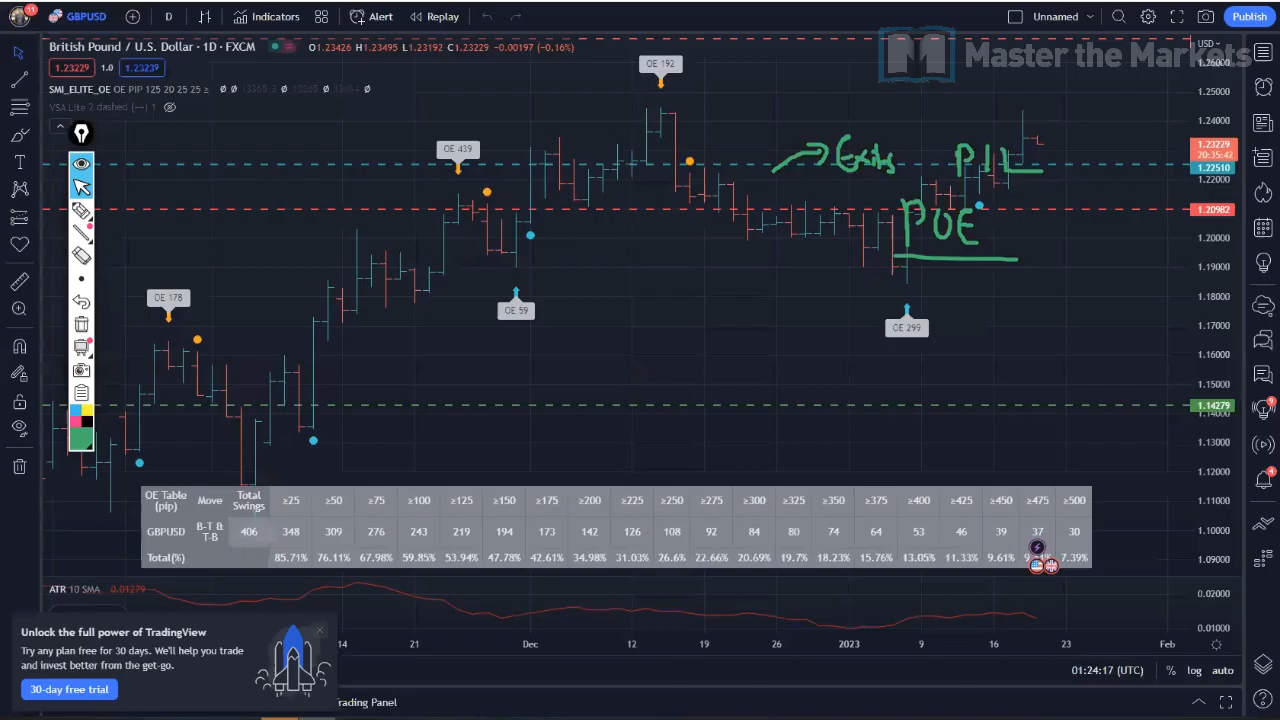 11
GBPUSD
D
Indicators
Alert
Replay
Unnamed
Publish
British Pound / U.S. Dollar · 1D · FXCM
O1.23426 H1.23495 L1.23192 C1.23229 −0.00197 (−0.16%)
Master the Markets
USD
1.23229 1.0 1.23239
SMI_ELITE_OE OE PIP 125 20 25 25 ≥ Ø Ø
VSA Lite 2 dashed (—) 1
OE 192
OE 439
OE 178
OE 59
OE 299
Exits
PIL
POE
1.26000
1.25000
1.24000
1.23229
20:35:42
1.22510
1.22000
1.20982
1.20000
1.19000
1.18000
1.17000
1.16000
1.15000
1.14279
1.14000
1.13000
1.12000
1.11000
1.10000
1.09000
OE Table (pip) Move Total Swings ≥25 ≥50 ≥75 ≥100 ≥125 ≥150 ≥175 ≥200 ≥225 ≥250 ≥275 ≥300 ≥325 ≥350 ≥375 ≥400 ≥425 ≥450 ≥475 ≥500
GBPUSD B-T & T-B 406 348 309 276 243 219 194 173 142 126 108 92 84 80 74 64 53 46 39 37 30
Total(%) 85.71% 76.11% 67.98% 59.85% 53.94% 47.78% 42.61% 34.98% 31.03% 26.6% 22.66% 20.69% 19.7% 18.23% 15.76% 13.05% 11.33% 9.61% 7.39%
ATR 10 SMA 0.01279
0.02000
0.01000
14 21 Dec 12 19 26 2023 9 16 23 Feb
Unlock the full power of TradingView
Try any plan free for 30 days. We'll help you trade
and invest better from the get-go.
30-day free trial
01:24:17 (UTC) % log auto
Trading Panel
9
4